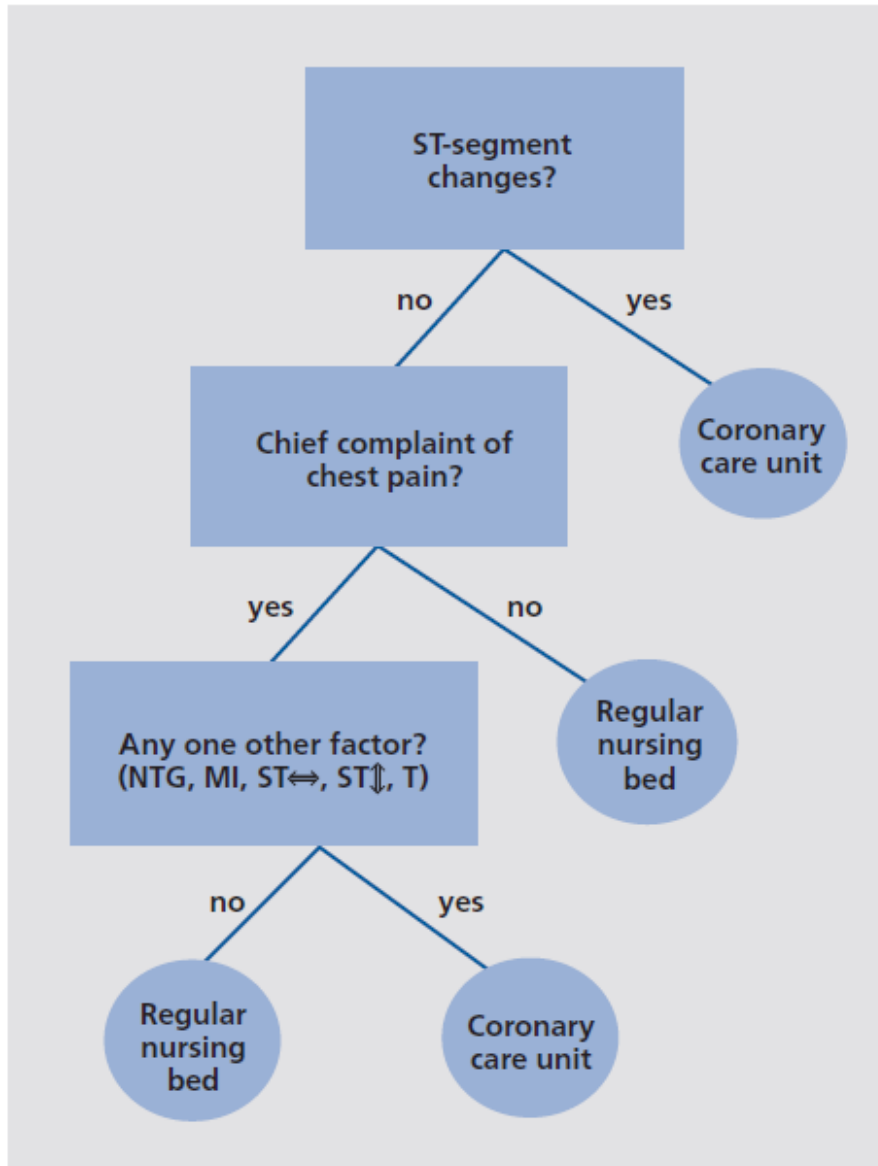 ST-segment
changes?
no
yes
Chief complaint of
chest pain?
Coronary
care unit
yes
no
Any one other factor?
(NTG, MI, ST⇔, ST⇕, T)
Regular
nursing
bed
no
yes
Regular
nursing
bed
Coronary
care unit